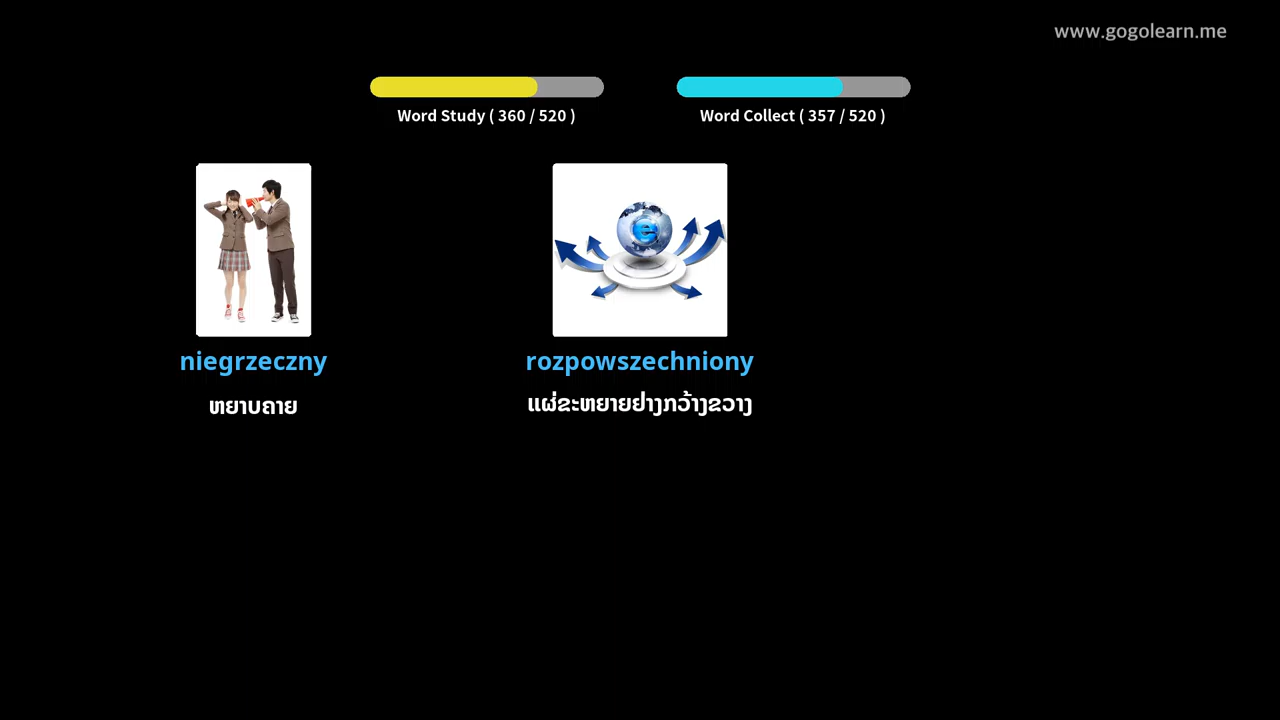 www.gogolearn.me
Word Study ( 360 / 520 )
Word Collect ( 357 / 520 )
e
niegrzeczny
rozpowszechniony
ຫຍາບຄາຍ
ແຜ່ຂະຫຍາຍຢ່າງກວ້າງຂວາງ